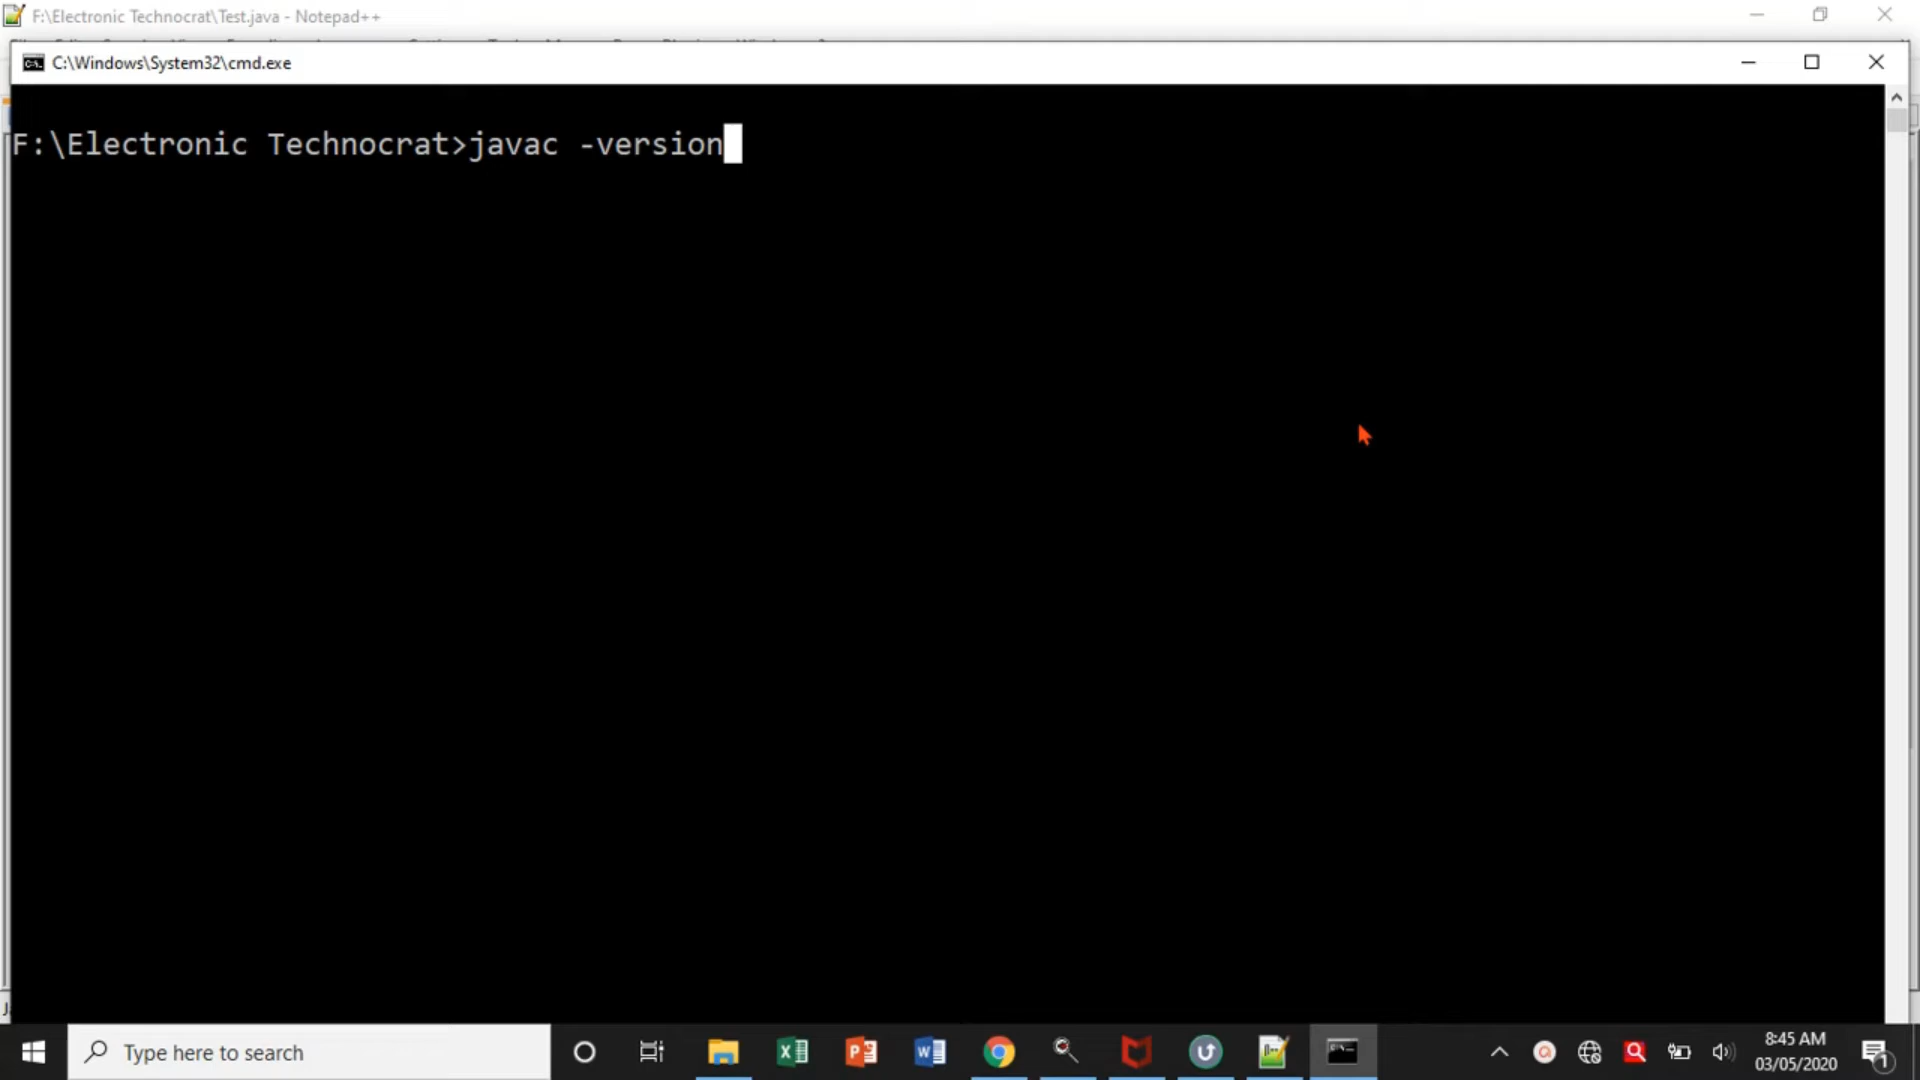 F:\Electronic Technocrat\Test.java - Notepad++
C:\Windows\System32\cmd.exe
F:\Electronic Technocrat>javac -version
Type here to search
8:45 AM
03/05/2020
1